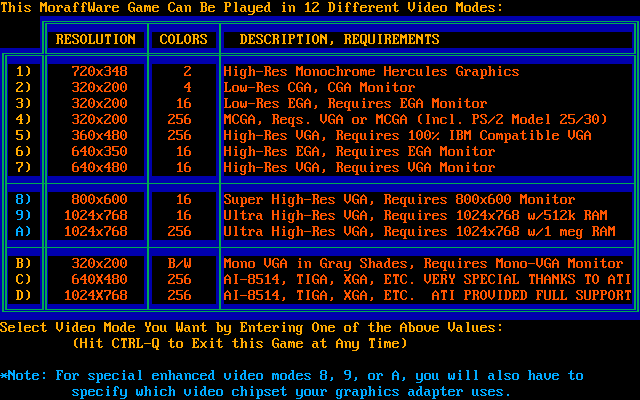 This MoraffWare Game Can Be Played in 12 Different Video Modes:
RESOLUTION COLORS DESCRIPTION, REQUIREMENTS
1) 720x348 2 High-Res Monochrome Hercules Graphics
2) 320x200 4 Low-Res CGA, CGA Monitor
3) 320x200 16 Low-Res EGA, Requires EGA Monitor
4) 320x200 256 MCGA, Reqs. VGA or MCGA (Incl. PS/2 Model 25/30)
5) 360x480 256 High-Res VGA, Requires 100% IBM Compatible VGA
6) 640x350 16 High-Res EGA, Requires EGA Monitor
7) 640x480 16 High-Res VGA, Requires VGA Monitor
8) 800x600 16 Super High-Res VGA, Requires 800x600 Monitor
9) 1024x768 16 Ultra High-Res VGA, Requires 1024x768 w/512k RAM
A) 1024x768 256 Ultra High-Res VGA, Requires 1024x768 w/1 meg RAM
B) 320x200 B/W Mono VGA in Gray Shades, Requires Mono-VGA Monitor
C) 640X480 256 AI-8514, TIGA, XGA, ETC. VERY SPECIAL THANKS TO ATI
D) 1024X768 256 AI-8514, TIGA, XGA, ETC. ATI PROVIDED FULL SUPPORT
Select Video Mode You Want by Entering One of the Above Values:
(Hit CTRL-Q to Exit this Game at Any Time)
*Note: For special enhanced video modes 8, 9, or A, you will also have to
specify which video chipset your graphics adapter uses.